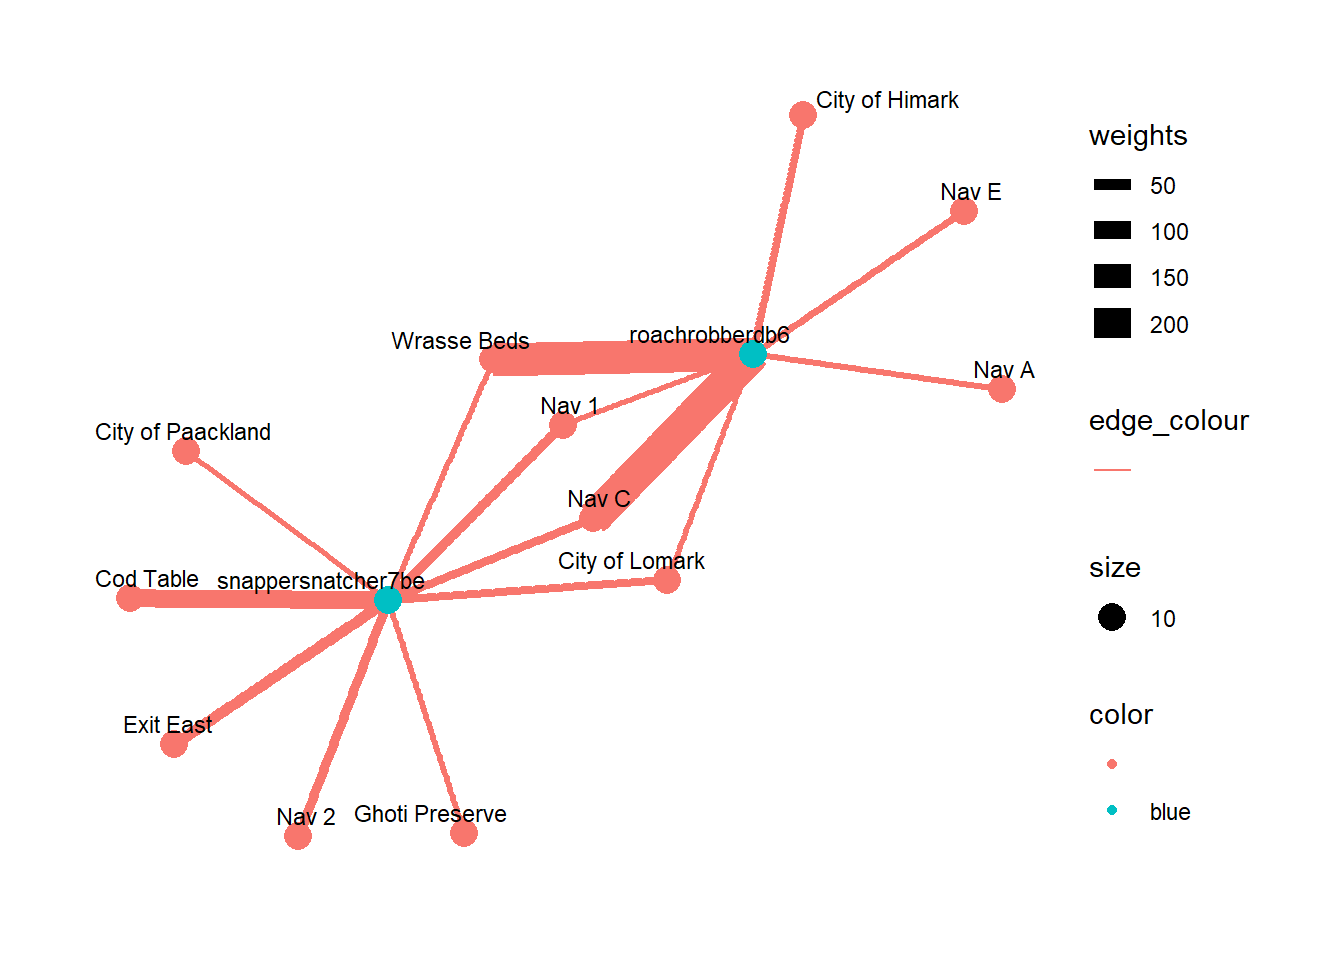 City of Himark
Nav E
roachrobberdb6
Wrasse Beds
Nav A
Nav 1
City of Paackland
Nav C
City of Lomark
Cod Table
snappersnatcher7be
Exit East
Nav 2
Ghoti Preserve
weights
50
100
150
200
edge_colour
size
10
color
blue